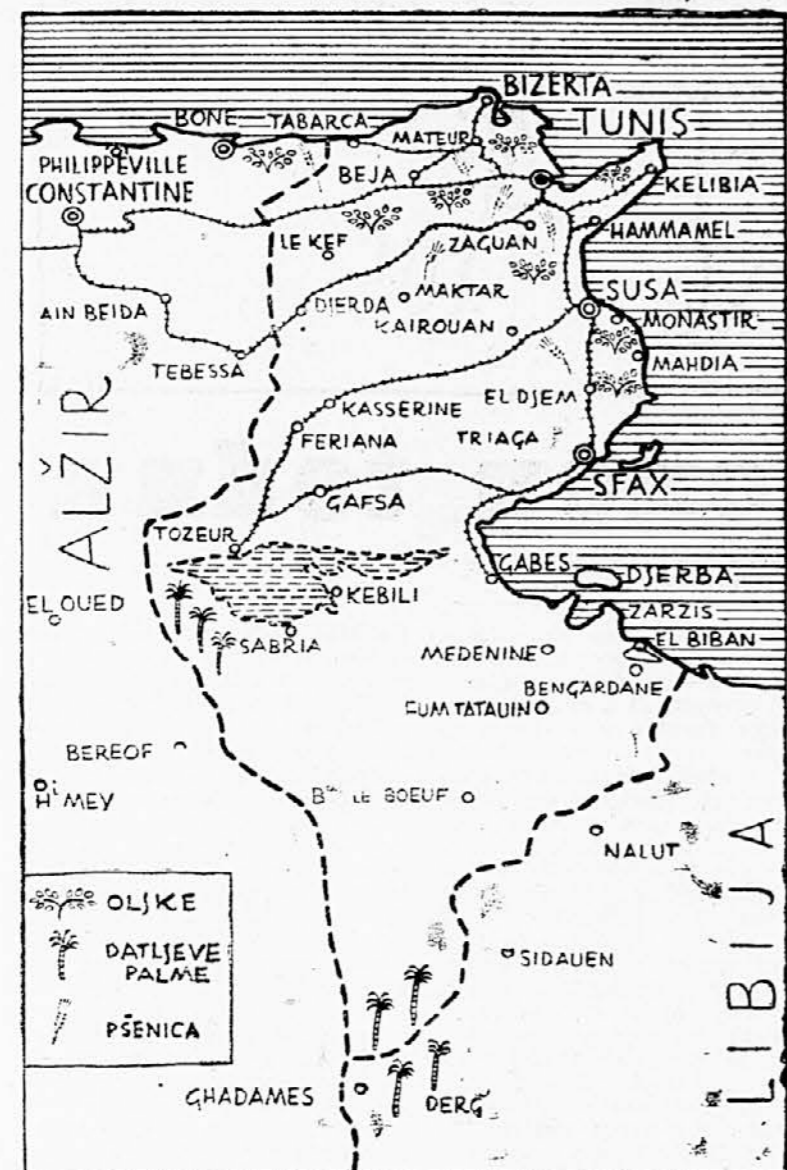 BIZERTA
BONE
TABARCA
TUNIS
MATEUR
PHILIPPEVILLE
BEJA
CONSTANTINE
KELIBIA
HAMMAMEL
LE KEF
ZAGUAN
SUSA
DJERDA
MAKTAR
AIN BEIDA
KAIROUAN
MONASTIR
TEBESSA
MAHDIA
EL DJEM
KASSERINE
FERIANA
TRIAGA
ALŽIR
GAFSA
SFAX
TOZEUR
GABES
DJERBA
EL OUED
KEBILI
ZARZIS
SABRIA
MEDENINE
EL BIBAN
BENGARDANE
FUM TATAUIN
BEREOF
Hi MEY
LE BOEUF
NALUT
LIBIJA
OLJKE
DATLJEVE
PALME
PŠENICA
SIDAUEN
GHADAMES
DERG